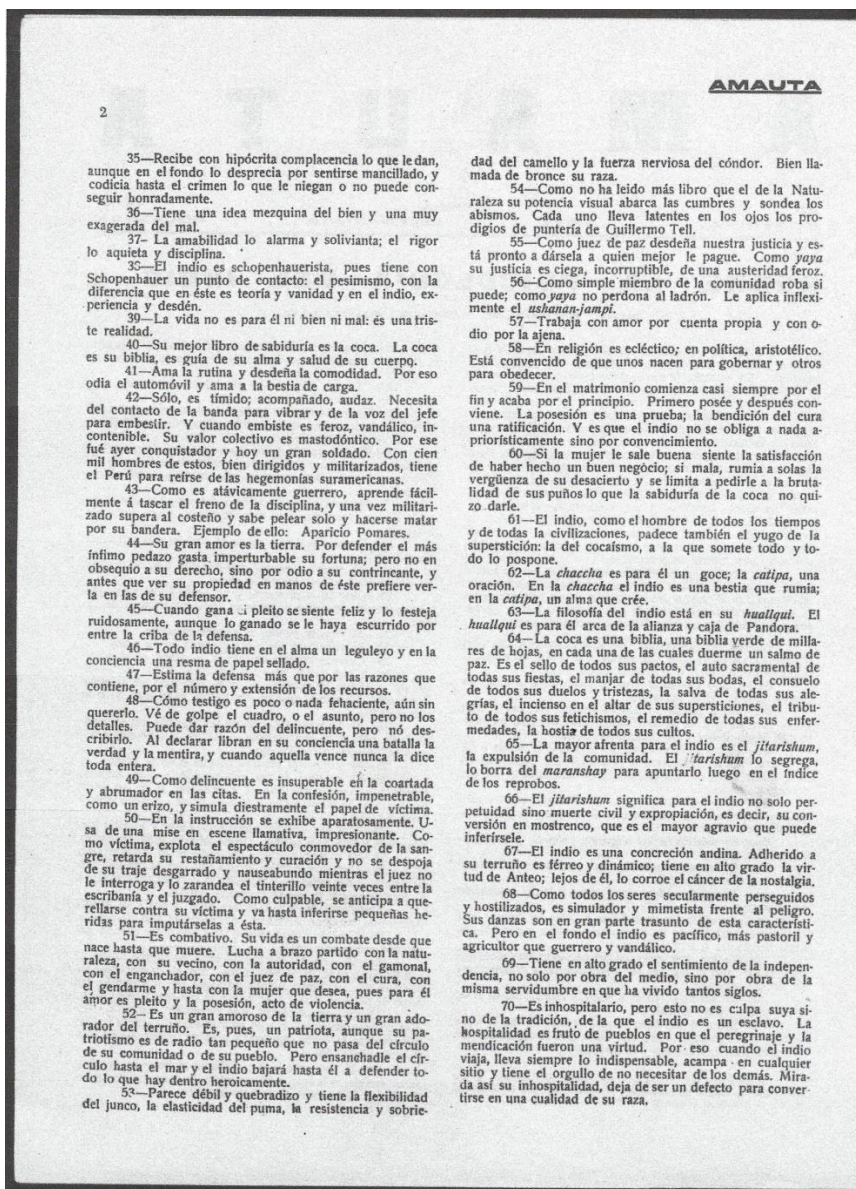 AMAUTA
2
35—Recibe con hipócrita complacencia lo que le dan,
aunque en el fondo lo desprecia por sentirse mancillado, y
codicia hasta el crimen lo que le niegan o no puede con-
seguir honradamente.
36—Tiene una idea mezquina del bien y una muy
exagerada del mal.
37- La amabilidad lo alarma y solivianta; el rigor
lo aquieta y disciplina.
38—El indio es schopenhauerista, pues tiene con
Schopenhauer un punto de contacto: el pesimismo, con la
diferencia que en éste es teoría y vanidad y en el indio, ex-
periencia y desdén.
39—La vida no es para él ni bien ni mal: es una tris-
te realidad.
40—Su mejor libro de sabiduría es la coca. La coca
es su biblia, es guía de su alma y salud de su cuerpo.
41—Ama la rutina y desdeña la comodidad. Por eso
odia el automóvil y ama a la bestia de carga.
42—Sólo, es tímido; acompañado, audaz. Necesita
del contacto de la banda para vibrar y de la voz del jefe
para embestir. Y cuando embiste es feroz, vandálico, in-
contenible. Su valor colectivo es mastodóntico. Por ese
fué ayer conquistador y hoy un gran soldado. Con cien
mil hombres de estos, bien dirigidos y militarizados, tiene
el Perú para reírse de las hegemonías suramericanas.
43—Como es atávicamente guerrero, aprende fácil-
mente á tascar el freno de la disciplina, y una vez militari-
zado supera al costeño y sabe pelear solo y hacerse matar
por su bandera. Ejemplo de ello: Aparicio Pomares.
44—Su gran amor es la tierra. Por defender el más
ínfimo pedazo gasta imperturbable su fortuna; pero no en
obsequio a su derecho, sino por odio a su contrincante, y
antes que ver su propiedad en manos de éste prefiere ver-
la en las de su defensor.
45—Cuando gana si pleito se siente feliz y lo festeja
ruidosamente, aunque lo ganado se le haya escurrido por
entre la criba de la defensa.
46—Todo indio tiene en el alma un leguleyo y en la
conciencia una resma de papel sellado.
47—Estima la defensa más que por las razones que
contiene, por el número y extensión de los recursos.
48—Cómo testigo es poco o nada fehaciente, aún sin
quererlo. Vé de golpe el cuadro, o el asunto, pero no los
detalles. Puede dar razón del delincuente, pero nó des-
cribirlo. Al declarar libran en su conciencia una batalla la
verdad y la mentira, y cuando aquella vence nunca la dice
toda entera.
49—Como delincuente es insuperable en la coartada
y abrumador en las citas. En la confesión, impenetrable,
como un erizo, y simula diestramente el papel de víctima.
50—En la instrucción se exhibe aparatosamente. U-
sa de una mise en escene llamativa, impresionante. Co-
mo víctima, explota el espectáculo conmovedor de la san-
gre, retarda su restañamiento y curación y no se despoja
de su traje desgarrado y nauseabundo mientras el juez no
le interroga y lo zarandea el tinterillo veinte veces entre la
escribanía y el juzgado. Como culpable, se anticipa a que-
rellarse contra su víctima y va hasta inferirse pequeñas he-
ridas para imputárselas a ésta.
51—Es combativo. Su vida es un combate desde que
nace hasta que muere. Lucha a brazo partido con la natu-
raleza, con su vecino, con la autoridad, con el gamonal,
con el enganchador, con el juez de paz, con el cura, con
el gendarme y hasta con la mujer que desea, pues para él
amor es pleito y la posesión, acto de violencia.
52— Es un gran amoroso de la tierra y un gran ado-
rador del terruño. Es, pues, un patriota, aunque su pa-
triotismo es de radio tan pequeño que no pasa del círculo
de su comunidad o de su pueblo. Pero ensanchadle el cír-
culo hasta el mar y el indio bajará hasta él a defender to-
do lo que hay dentro heroicamente.
53—Parece débil y quebradizo y tiene la flexibilidad
del junco, la elasticidad del puma, la resistencia y sobrie-
dad del camello y la fuerza nerviosa del cóndor. Bien lla-
mada de bronce su raza.
54—Como no ha leido más libro que el de la Natu-
raleza su potencia visual abarca las cumbres y sondea los
abismos. Cada uno lleva latentes en los ojos los pro-
digios de puntería de Guillermo Tell.
55—Como juez de paz desdeña nuestra justicia y es-
tá pronto a dársela a quien mejor le pague. Como yaya
su justicia es ciega, incorruptible, de una austeridad feroz.
56—Como simple miembro de la comunidad roba si
puede; como yaya no perdona al ladrón. Le aplica inflexi-
mente el ushanan-jampi.
57—Trabaja con amor por cuenta propia y con o-
dio por la ajena.
58—En religión es ecléctico; en política, aristotélico.
Está convencido de que unos nacen para gobernar y otros
para obedecer.
59—En el matrimonio comienza casi siempre por el
fin y acaba por el principio. Primero posée y después con-
viene. La posesión es una prueba; la bendición del cura
una ratificación. Y es que el indio no se obliga a nada a-
priorísticamente sino por convencimiento.
60—Si la mujer le sale buena siente la satisfacción
de haber hecho un buen negócio; si mala, rumia a solas la
vergüenza de su desacierto y se limita a pedirle a la bruta-
lidad de sus puños lo que la sabiduría de la coca no qui-
zo darle.
61—El indio, como el hombre de todos los tiempos
y de todas la civilizaciones, padece también el yugo de la
superstición: la del cocaísmo, a la que somete todo y to-
do lo pospone.
62—La chaccha es para él un goce; la catipa, una
oración. En la chaccha el indio es una bestia que rumia;
en la catipa, un alma que crée.
63—La filosofía del indio está en su huallqui. El
huallqui es para él arca de la alianza y caja de Pandora.
64—La coca es una biblia, una biblia verde de milla-
res de hojas, en cada una de las cuales duerme un salmo de
paz. Es el sello de todos sus pactos, el auto sacramental de
todas sus fiestas, el manjar de todas sus bodas, el consuelo
de todos sus duelos y tristezas, la salva de todas sus ale-
grías, el incienso en el altar de sus supersticiones, el tribu-
to de todos sus fetichismos, el remedio de todas sus enfer-
medades, la hostia de todos sus cultos.
65—La mayor afrenta para el indio es el jitarishum,
la expulsión de la comunidad. El jitarishum lo segrega,
lo borra del maranshay para apuntarlo luego en el índice
de los reprobos.
66—El jitarishum significa para el indio no solo per-
petuidad sino muerte civil y expropiación, es decir, su con-
versión en mostrenco, que es el mayor agravio que puede
inferírsele.
67—El indio es una concreción andina. Adherido a
su terruño es férreo y dinámico; tiene en alto grado la vir-
tud de Anteo; lejos de él, lo corroe el cáncer de la nostalgia.
68—Como todos los seres secularmente perseguidos
y hostilizados, es simulador y mimetista frente al peligro.
Sus danzas son en gran parte trasunto de esta caracterísi-
ca. Pero en el fondo el indio es pacífico, más pastoril y
agricultor que guerrero y vandálico.
69—Tiene en alto grado el sentimiento de la indepen-
dencia, no solo por obra del medio, sino por obra de la
misma servidumbre en que ha vivido tantos siglos.
70—Es inhospitalario, pero esto no es culpa suya si-
no de la tradición, de la que el indio es un esclavo. La
hospitalidad es fruto de pueblos en que el peregrinaje y la
mendicación fueron una virtud. Por eso cuando el indio
viaja, lleva siempre lo indispensable, acampa en cualquier
sitio y tiene el orgullo de no necesitar de los demás. Mira-
da así su inhospitalidad, deja de ser un defecto para conver-
tirse en una cualidad de su raza.